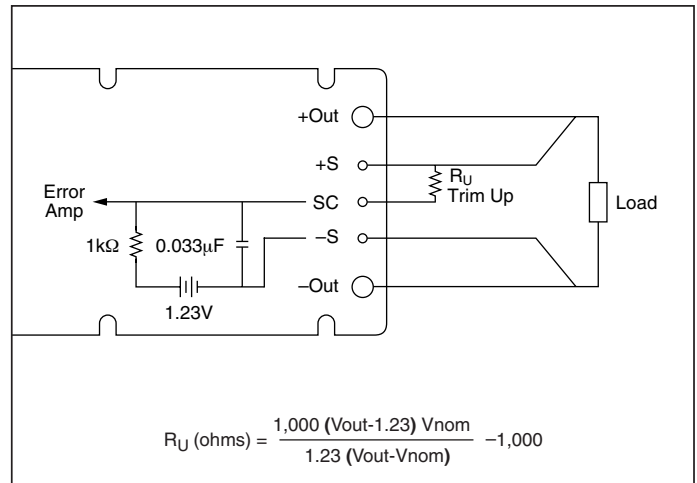 +Out
+S
R_U
Trim Up
Error
Amp
SC
Load
1kΩ
0.033μF
–S
–Out
1.23V
R_U (ohms) = 1,000 (Vout-1.23) Vnom / 1.23 (Vout-Vnom) –1,000